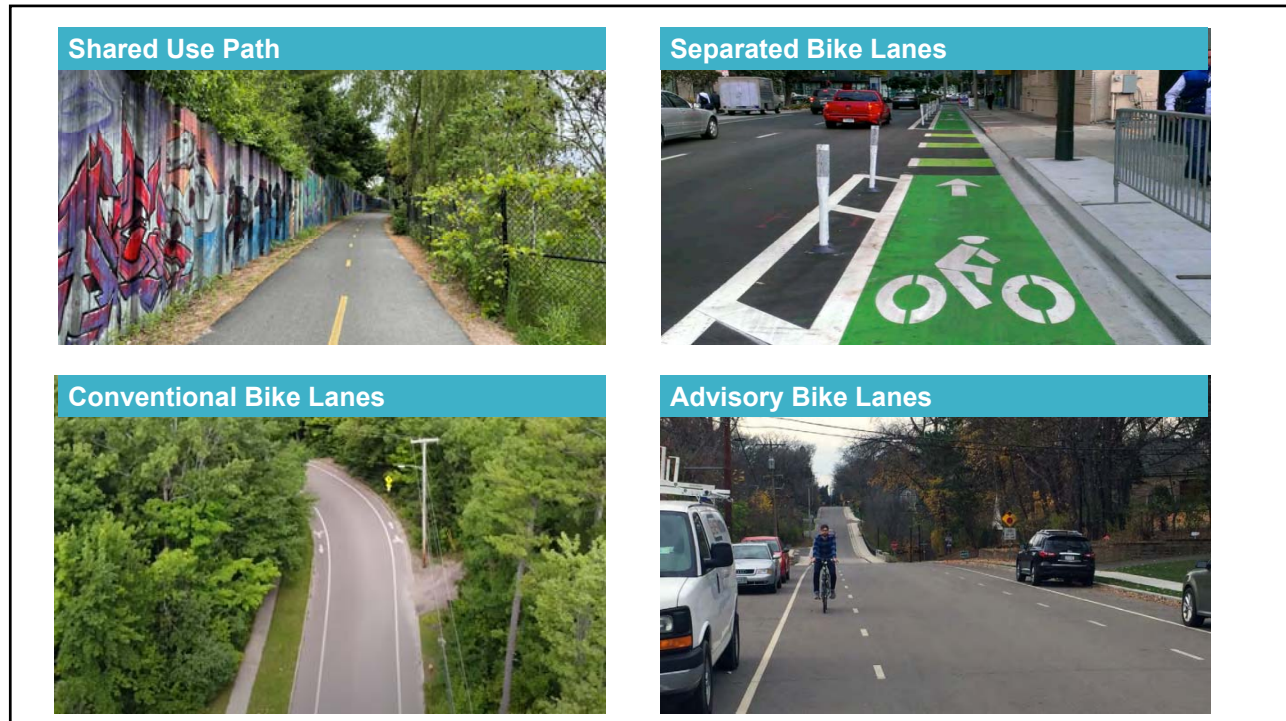 Shared Use Path
Separated Bike Lanes
Conventional Bike Lanes
Advisory Bike Lanes